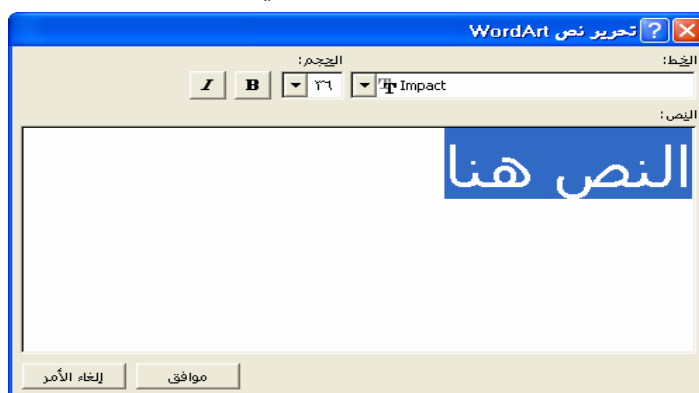 تحرير نص WordArt
الخط: الحجم:
Impact ٣٦ B I
النص:
النص هنا
موافق إلغاء الأمر